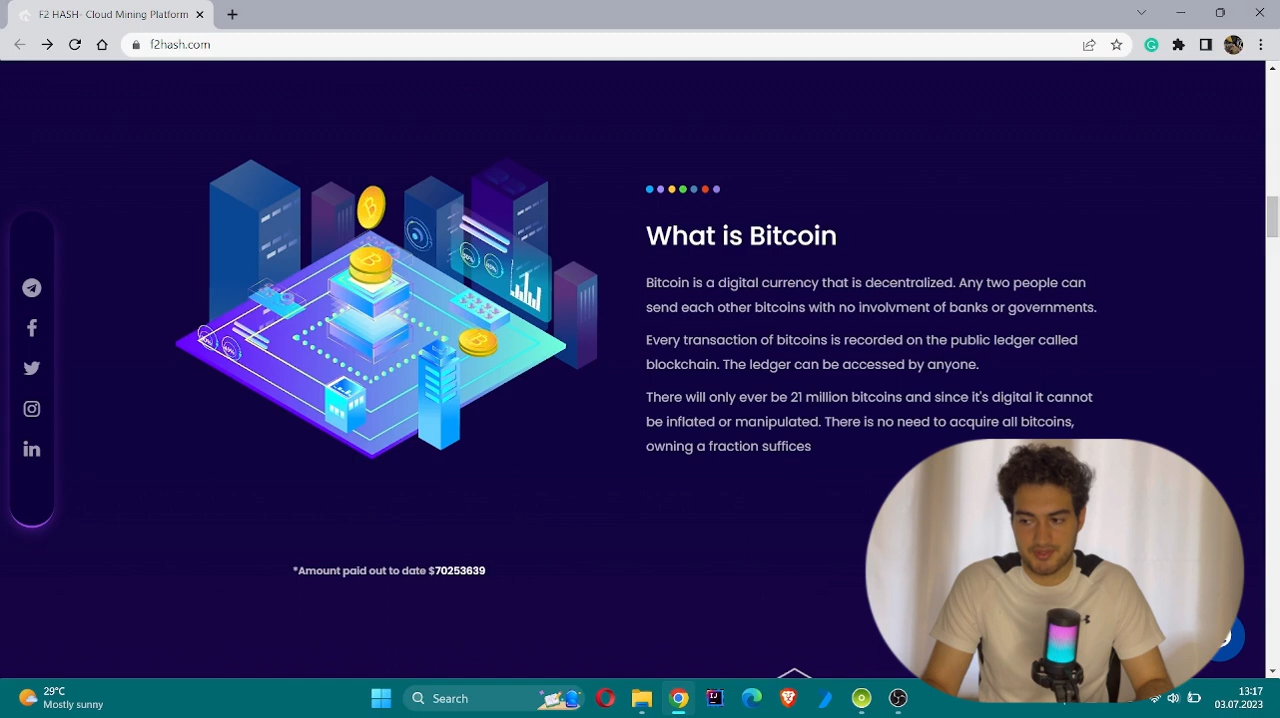 F2 HASH- Cloud Mining Platform
f2hash.com
What is Bitcoin
Bitcoin is a digital currency that is decentralized. Any two people can
send each other bitcoins with no involvment of banks or governments.
Every transaction of bitcoins is recorded on the public ledger called
blockchain. The ledger can be accessed by anyone.
There will only ever be 21 million bitcoins and since it's digital it cannot
be inflated or manipulated. There is no need to acquire all bitcoins,
owning a fraction suffices
*Amount paid out to date $70253639
29°C
Mostly sunny
Search
13:17
03.07.2023